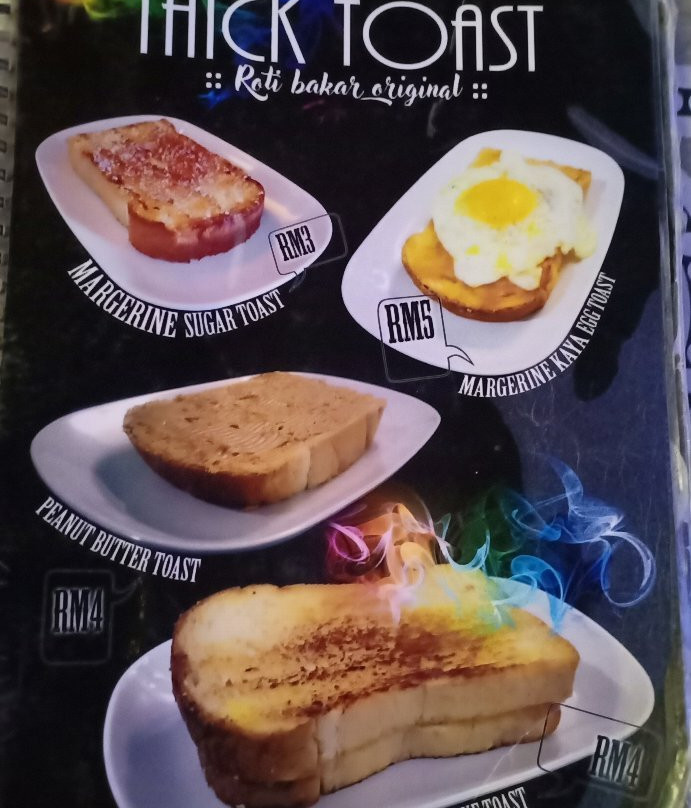 THICK TOAST
:: Roti bakar original ::
RM3
MARGERINE SUGAR TOAST
RM5
MARGERINE KAYA EGG TOAST
PEANUT BUTTER TOAST
RM4
RM4
TOAST